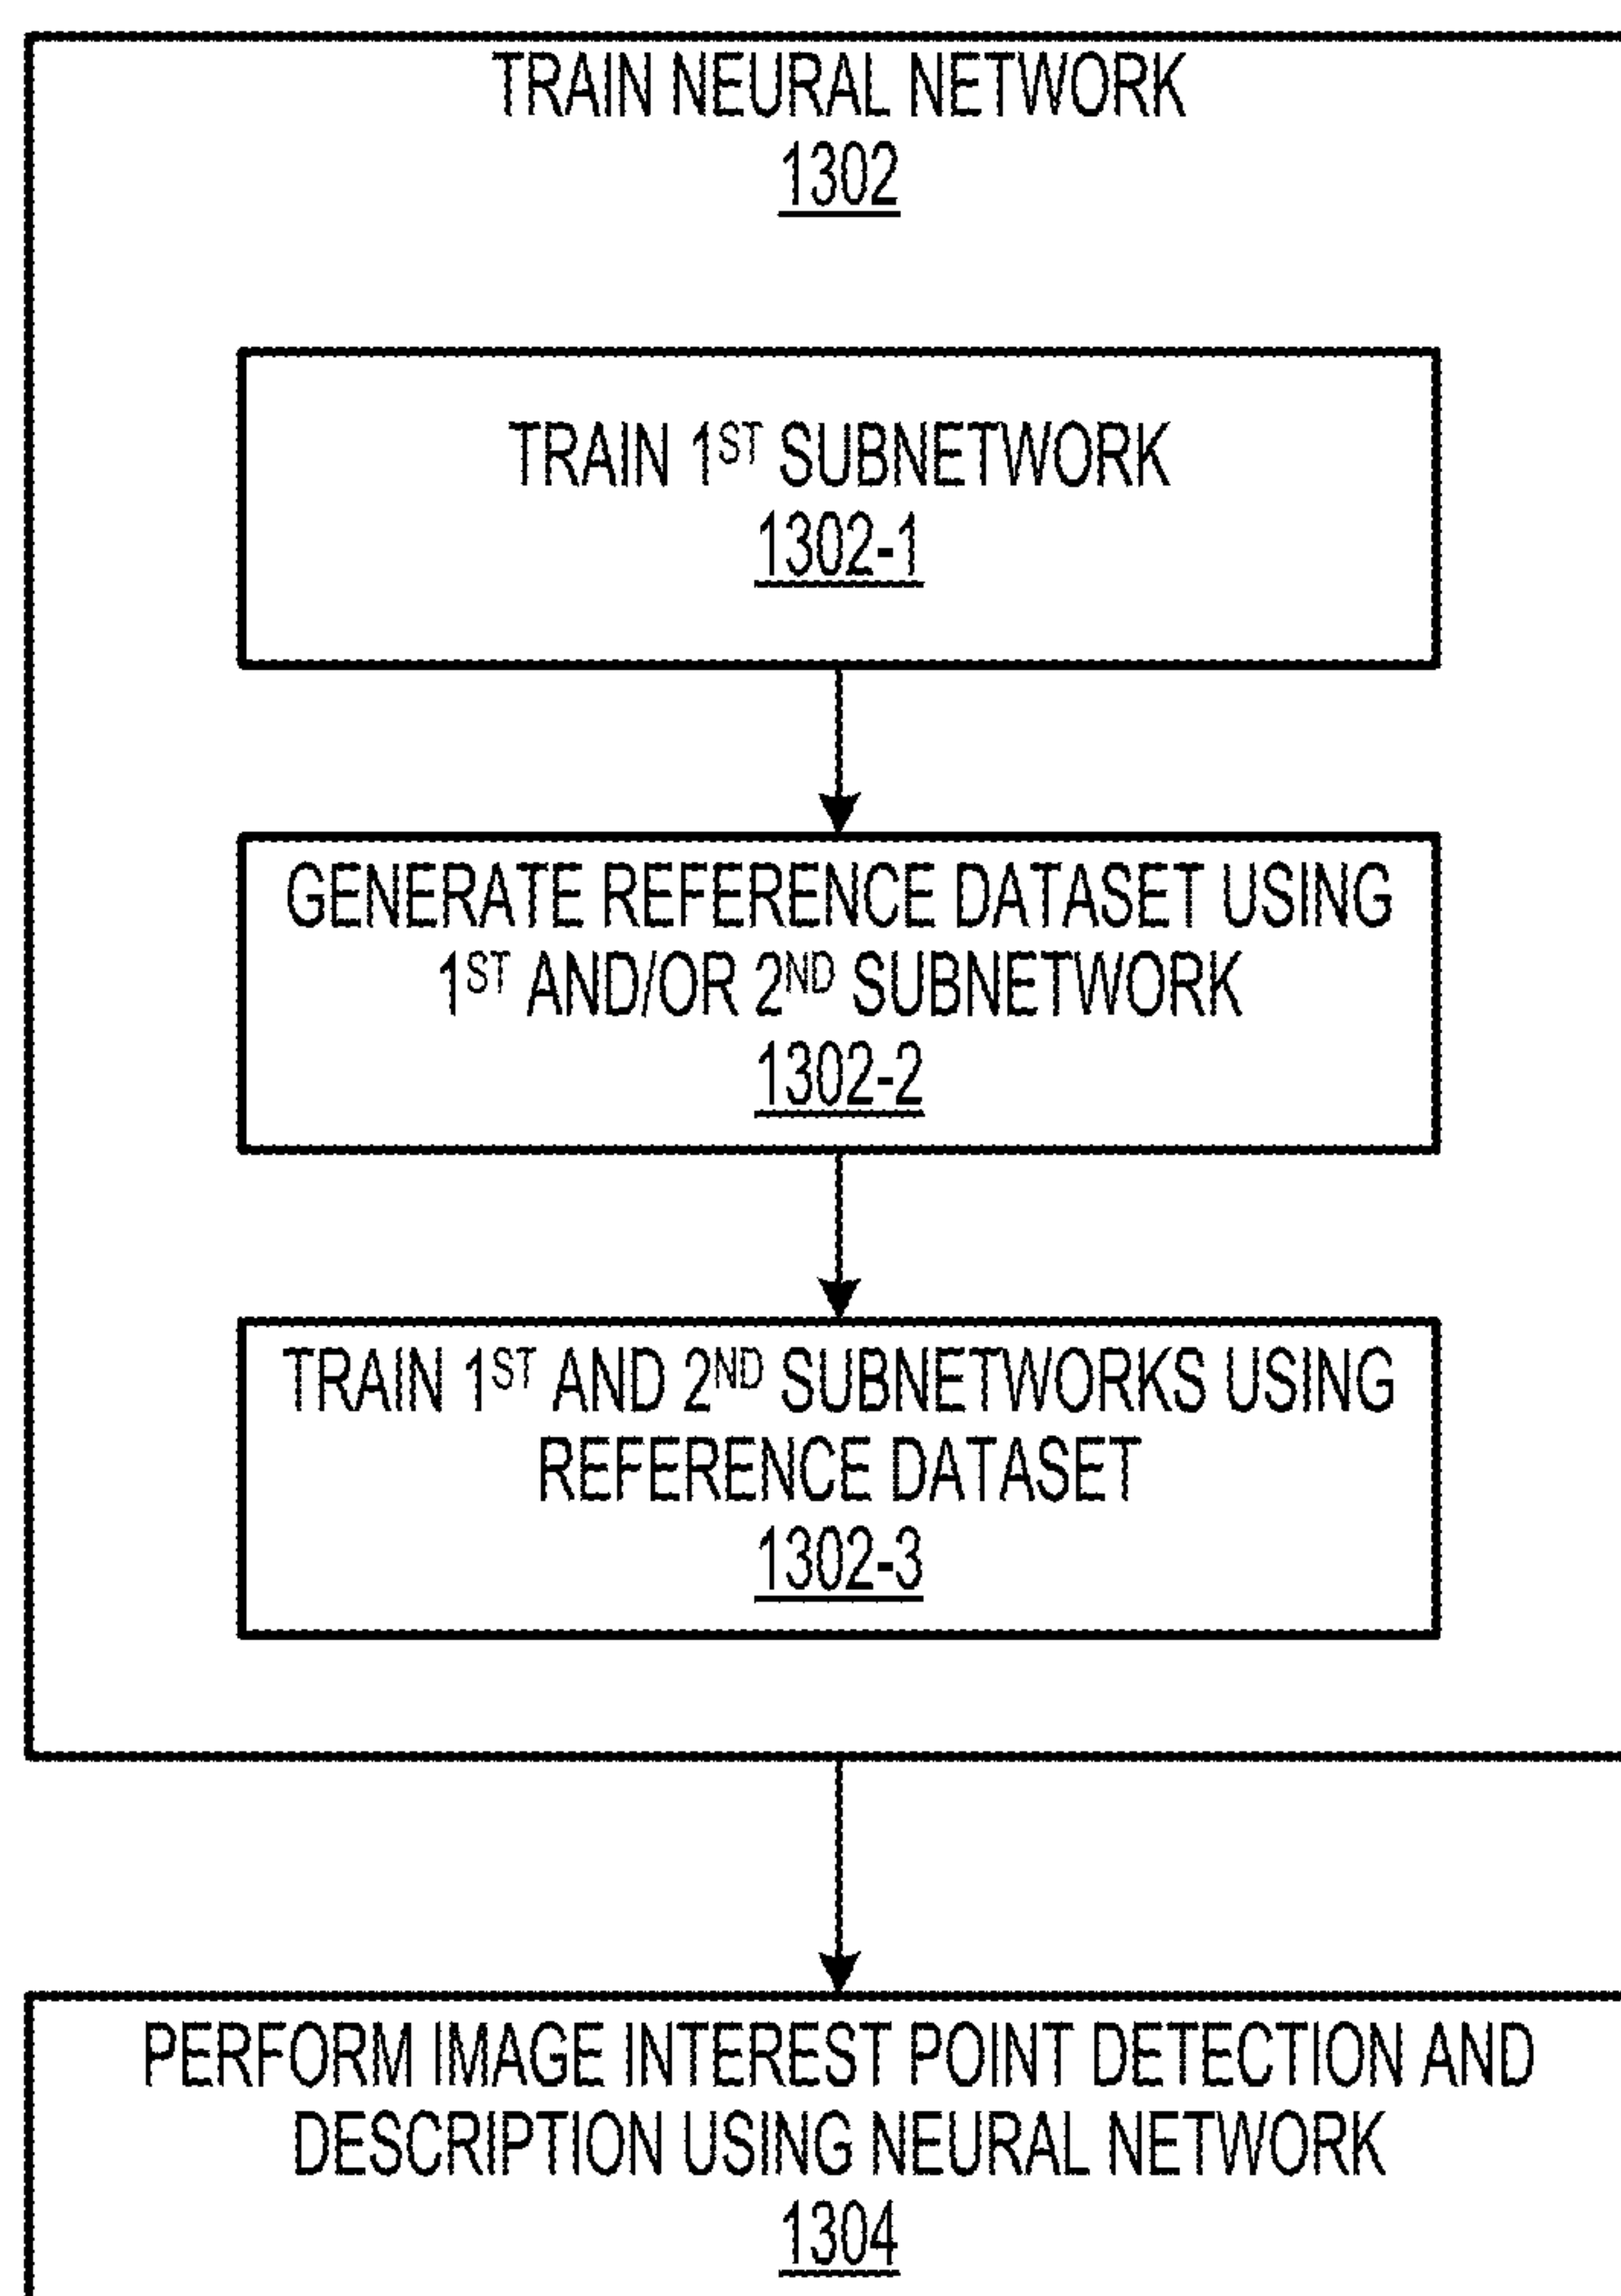 TRAIN NEURAL NETWORK
1302
TRAIN 1ST SUBNETWORK
1302-1
GENERATE REFERENCE DATASET USING
1ST AND/OR 2ND SUBNETWORK
1302-2
TRAIN 1ST AND 2ND SUBNETWORKS USING
REFERENCE DATASET
1302-3
PERFORM IMAGE INTEREST POINT DETECTION AND
DESCRIPTION USING NEURAL NETWORK
1304